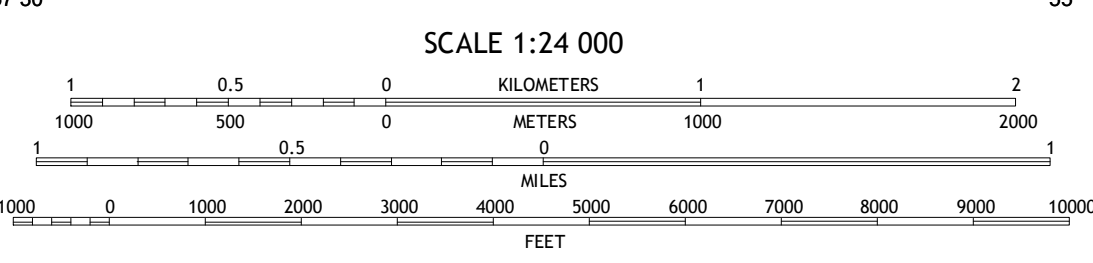 SCALE 1:24 000
1 0.5 0 KILOMETERS 1 2
1000 500 0 METERS 1000 2000
1 0.5 0 1
MILES
1000 0 1000 2000 3000 4000 5000 6000 7000 8000 9000 10000
FEET